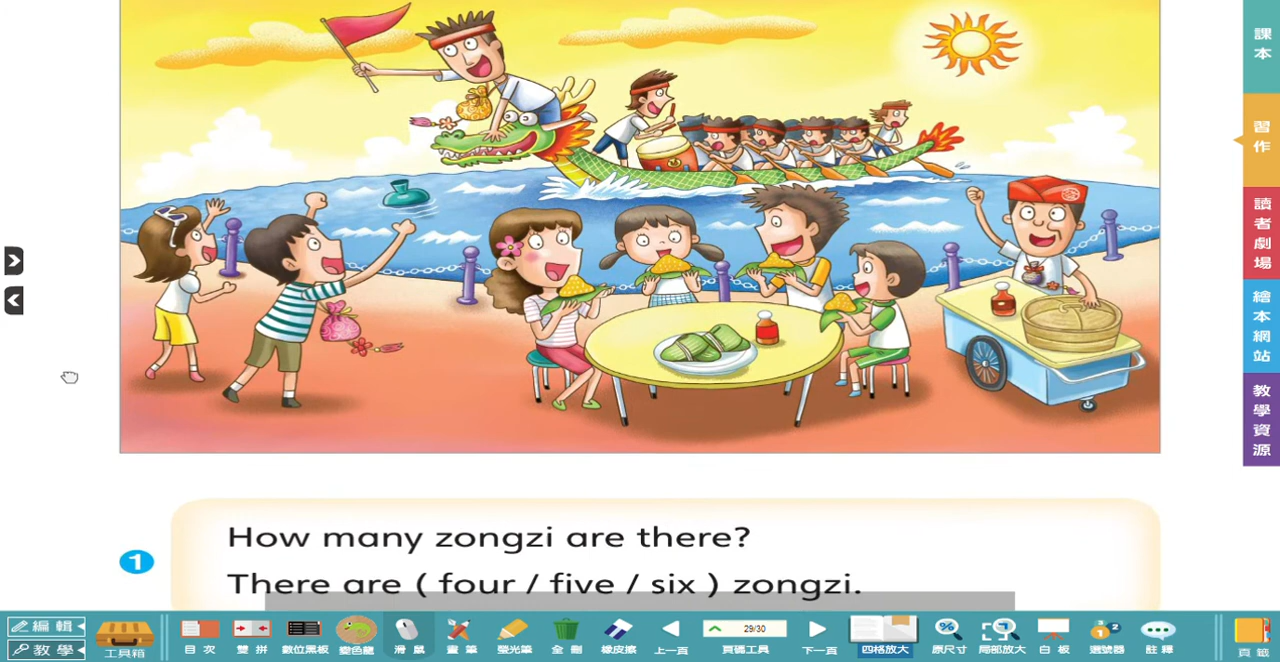 How many zongzi are there?
1
There are ( four / five / six ) zongzi.
課本
習作
讀者劇場
繪本網站
教學資源
編輯
教學
工具箱
目次
雙拼
數位黑板
變色龍
滑鼠
畫筆
螢光筆
全刪
橡皮擦
上一頁
29/30
頁碼工具
下一頁
四格放大
原尺寸
局部放大
白板
選號器
註釋
頁籤